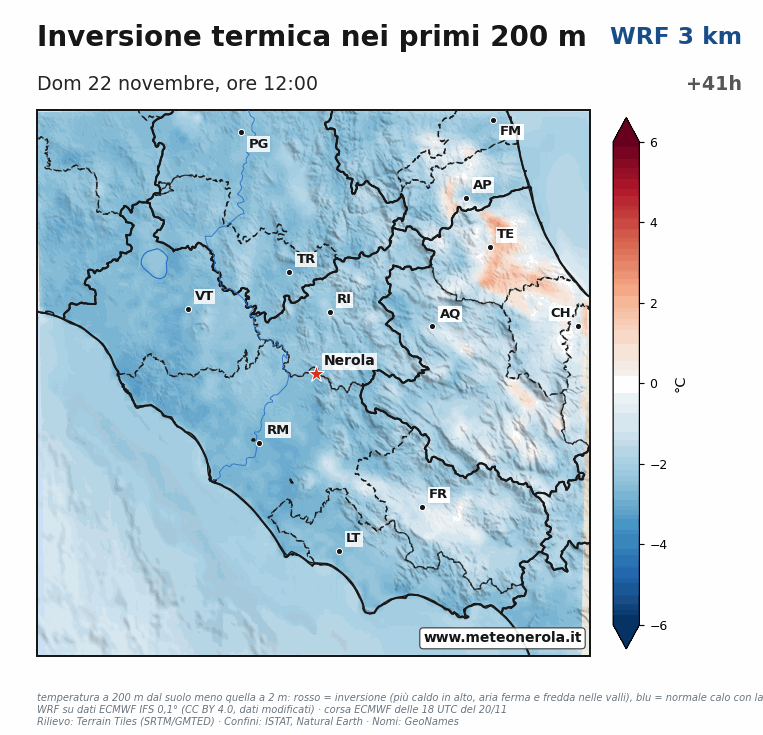 Inversione termica nei primi 200 m WRF 3 km
Dom 22 novembre, ore 12:00 +41h
FM
PG
AP
TE
TR
VT
RI
AQ
CH.
Nerola
RM
FR
LT
www.meteonerola.it
6
4
2
0
−2
−4
−6
°C
temperatura a 200 m dal suolo meno quella a 2 m: rosso = inversione (più caldo in alto, aria ferma e fredda nelle valli), blu = normale calo con la
WRF su dati ECMWF IFS 0,1° (CC BY 4.0, dati modificati) · corsa ECMWF delle 18 UTC del 20/11
Rilievo: Terrain Tiles (SRTM/GMTED) · Confini: ISTAT, Natural Earth · Nomi: GeoNames